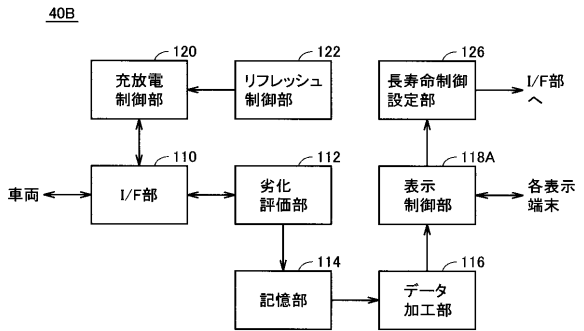 40B
120
充放電
制御部
122
リフレッシュ
制御部
126
長寿命制御
設定部
I/F部
へ
車両
110
I/F部
112
劣化
評価部
118A
表示
制御部
各表示
端末
114
記憶部
116
データ
加工部